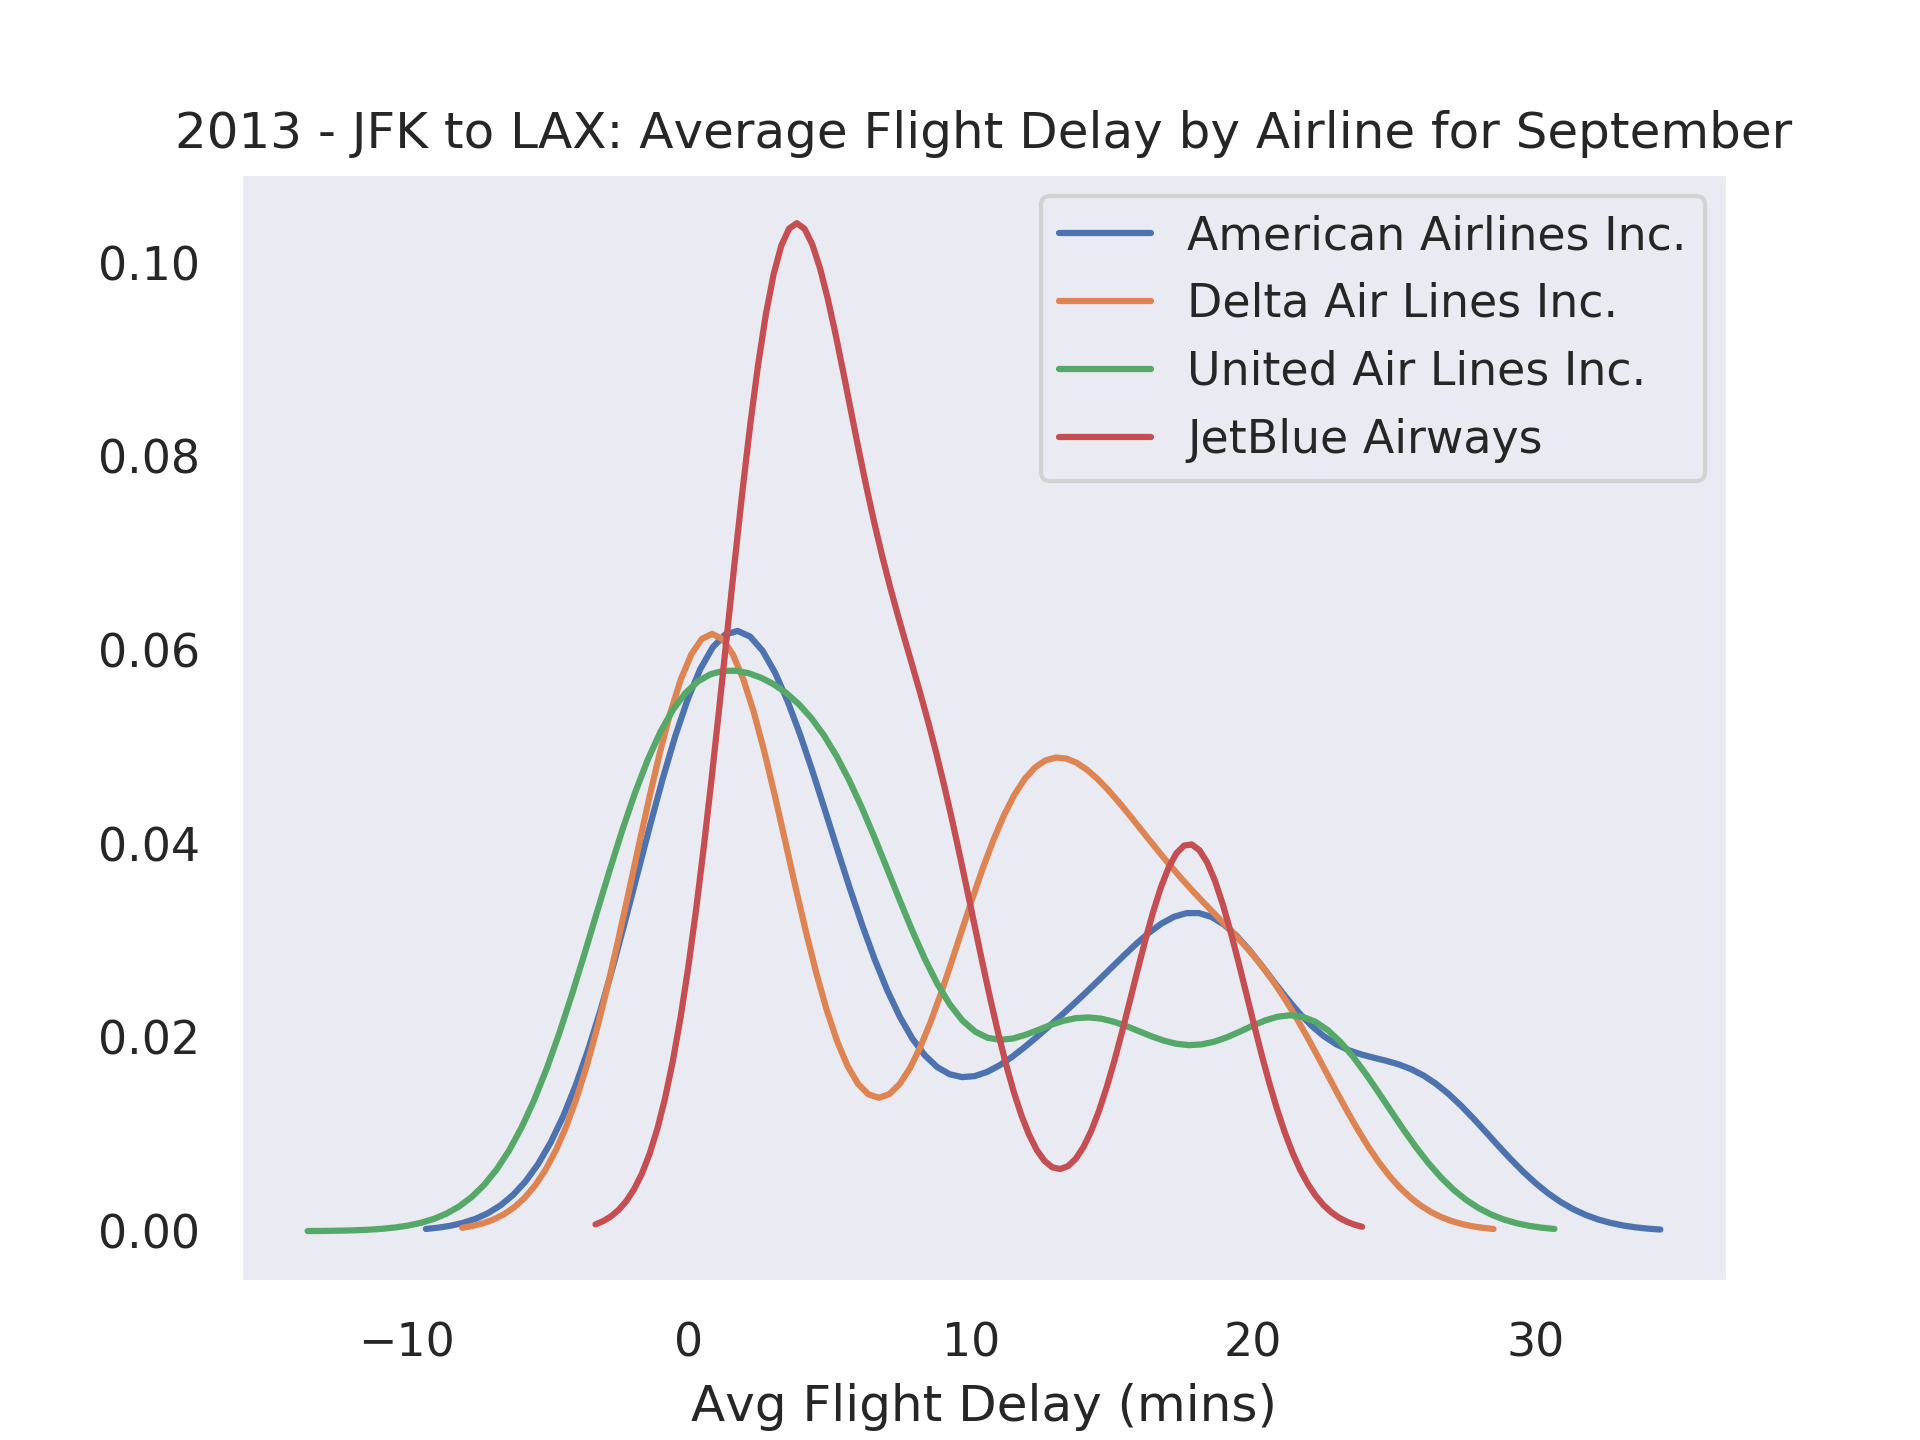 2013 - JFK to LAX: Average Flight Delay by Airline for September
American Airlines Inc.
Delta Air Lines Inc.
United Air Lines Inc.
JetBlue Airways
0.10
0.08
0.06
0.04
0.02
0.00
−10 0 10 20 30
Avg Flight Delay (mins)